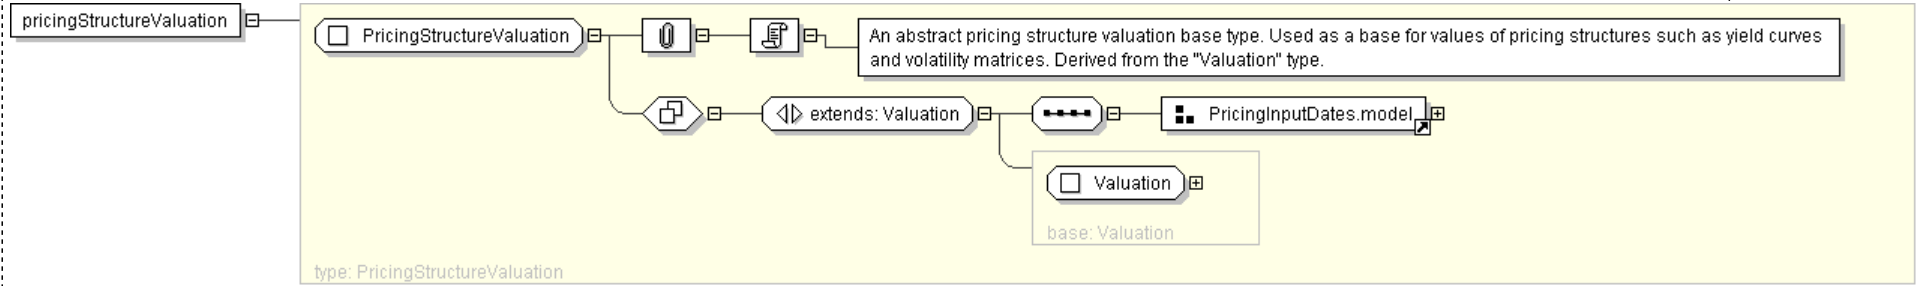 pricingStructureValuation
PricingStructureValuation
An abstract pricing structure valuation base type. Used as a base for values of pricing structures such as yield curves
and volatility matrices. Derived from the "Valuation" type.
extends: Valuation
PricingInputDates.model
Valuation
base: Valuation
type: PricingStructureValuation